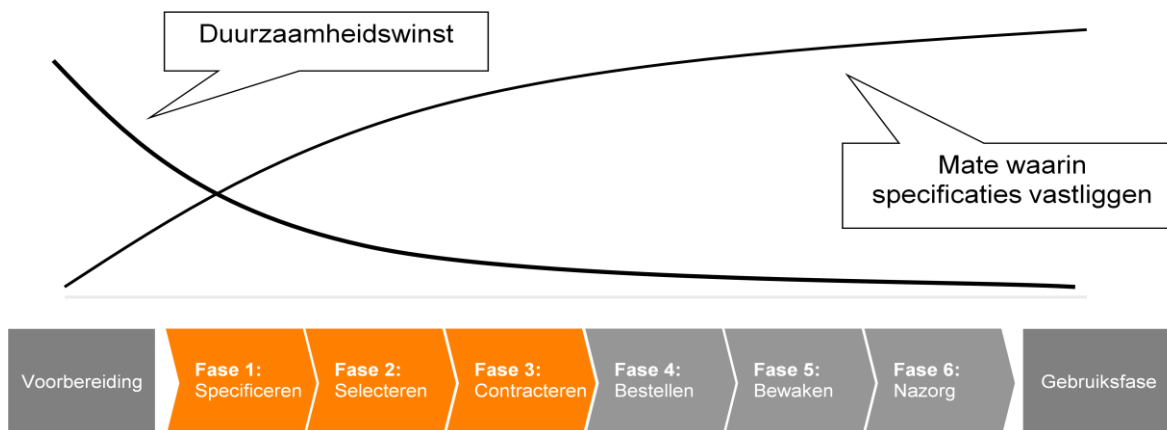 Duurzaamheidswinst
Mate waarin
specificaties vastliggen
Voorbereiding
Fase 1:
Specificeren
Fase 2:
Selecteren
Fase 3:
Contracteren
Fase 4:
Bestellen
Fase 5:
Bewaken
Fase 6:
Nazorg
Gebruiksfase